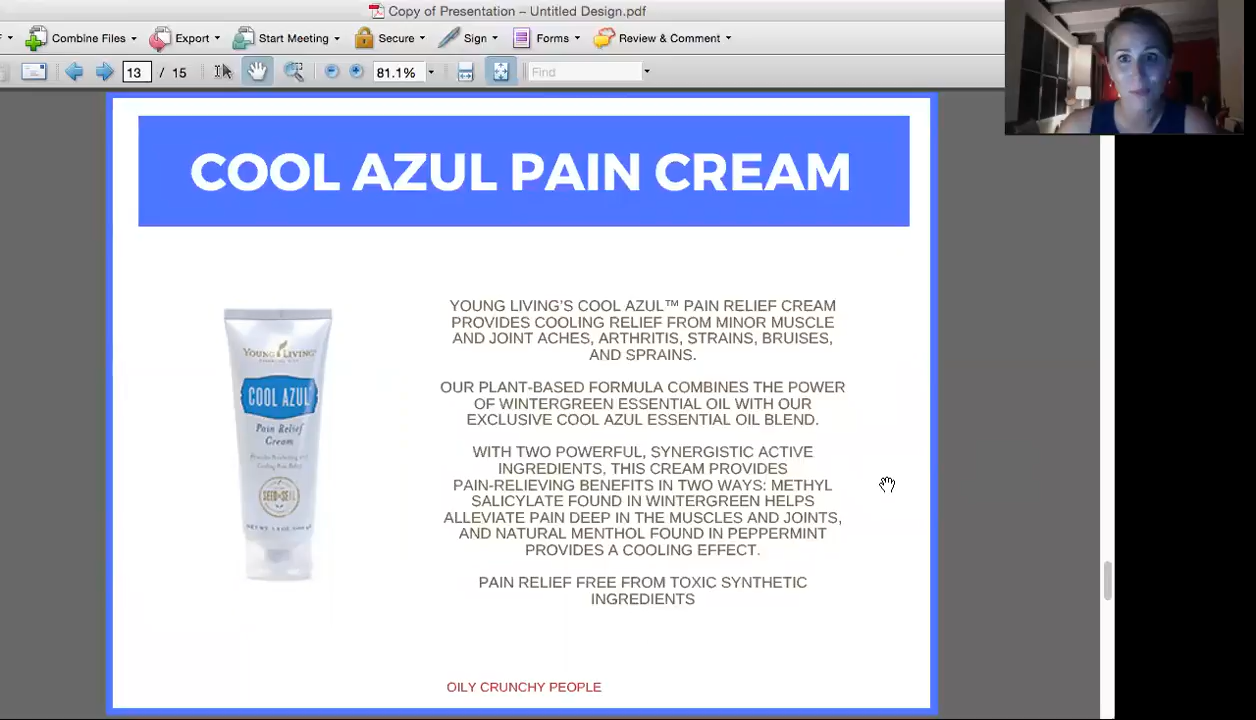 Copy of Presentation – Untitled Design.pdf
Combine Files Export Start Meeting Secure Sign Forms Review & Comment
13 / 15 81.1% Find
COOL AZUL PAIN CREAM
YOUNG LIVING'S COOL AZUL™ PAIN RELIEF CREAM
PROVIDES COOLING RELIEF FROM MINOR MUSCLE
AND JOINT ACHES, ARTHRITIS, STRAINS, BRUISES,
AND SPRAINS.
OUR PLANT-BASED FORMULA COMBINES THE POWER
OF WINTERGREEN ESSENTIAL OIL WITH OUR
EXCLUSIVE COOL AZUL ESSENTIAL OIL BLEND.
WITH TWO POWERFUL, SYNERGISTIC ACTIVE
INGREDIENTS, THIS CREAM PROVIDES
PAIN-RELIEVING BENEFITS IN TWO WAYS: METHYL
SALICYLATE FOUND IN WINTERGREEN HELPS
ALLEVIATE PAIN DEEP IN THE MUSCLES AND JOINTS,
AND NATURAL MENTHOL FOUND IN PEPPERMINT
PROVIDES A COOLING EFFECT.
PAIN RELIEF FREE FROM TOXIC SYNTHETIC
INGREDIENTS
YOUNG LIVING
COOL AZUL
Pain Relief
Cream
SEED TO SEAL
OILY CRUNCHY PEOPLE